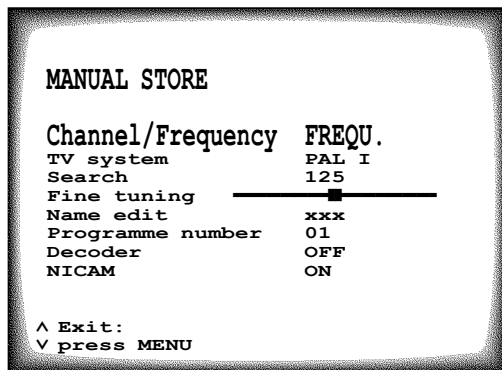 MANUAL STORE
Channel/Frequency FREQU.
TV system PAL I
Search 125
Fine tuning
Name edit xxx
Programme number 01
Decoder OFF
NICAM ON
∧ Exit:
∨ press MENU